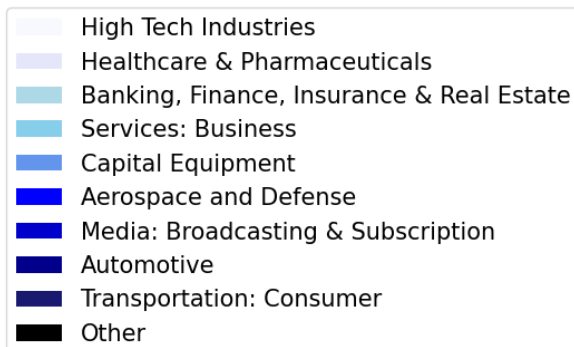 High Tech Industries
Healthcare & Pharmaceuticals
Banking, Finance, Insurance & Real Estate
Services: Business
Capital Equipment
Aerospace and Defense
Media: Broadcasting & Subscription
Automotive
Transportation: Consumer
Other